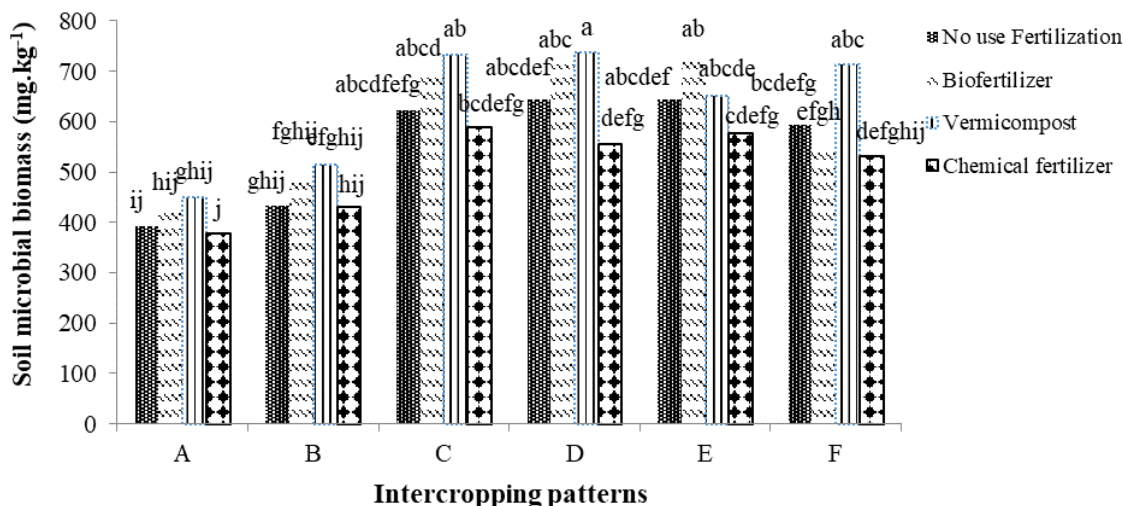 Soil microbial biomass (mg.kg⁻¹)
800
700
600
500
400
300
200
100
0
ij
hij
ghij
j
ghij
fghij
efghij
hij
abcdfefg
abcd
ab
bcdefg
abcdef
abc
a
defg
abcdef
ab
abcde
cdefg
bcdefg
efgh
abc
defghij
A
B
C
D
E
F
Intercropping patterns
No use Fertilization
Biofertilizer
Vermicompost
Chemical fertilizer